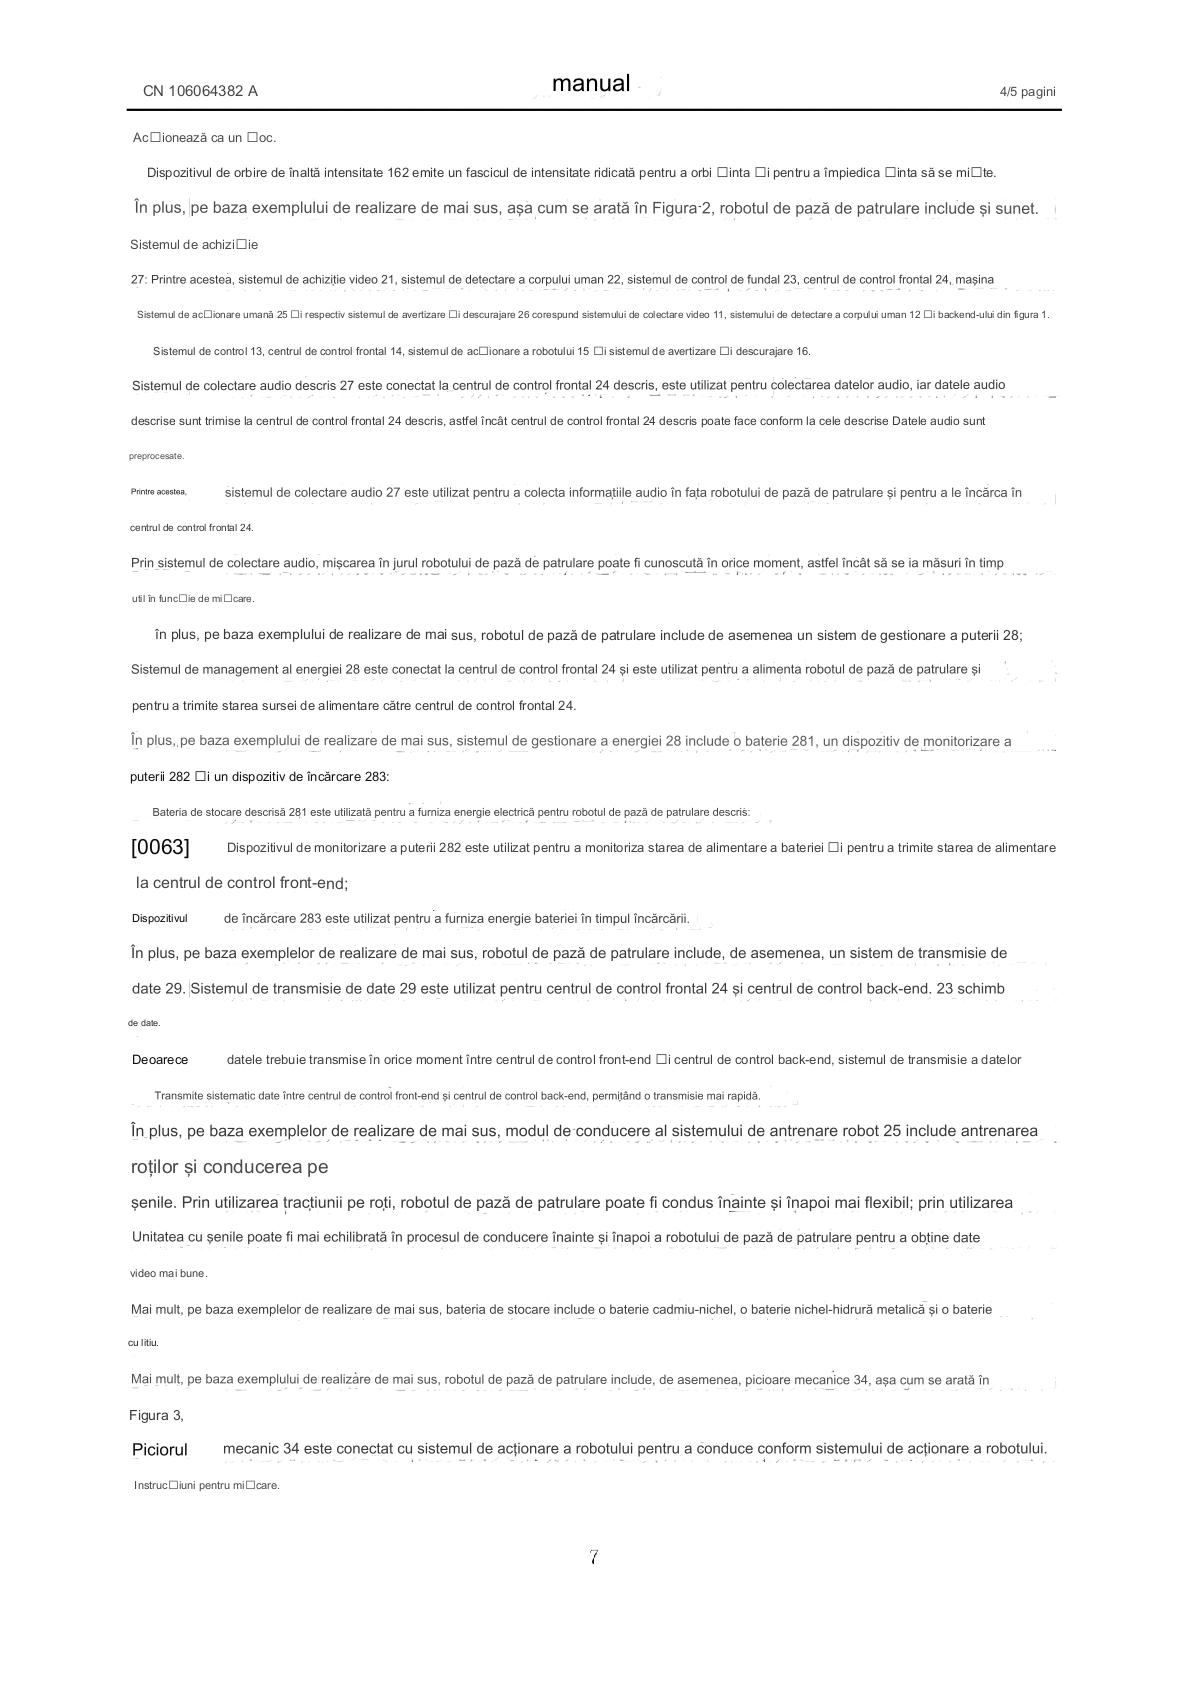 CN 106064382 A
manual
4/5 pagini
Ac□ionează ca un □oc.
Dispozitivul de orbire de înaltă intensitate 162 emite un fascicul de intensitate ridicată pentru a orbi □inta □i pentru a împiedica □inta să se mi□te.
În plus, pe baza exemplului de realizare de mai sus, așa cum se arată în Figura 2, robotul de pază de patrulare include și sunet.
Sistemul de achizi□ie
27: Printre acestea, sistemul de achiziție video 21, sistemul de detectare a corpului uman 22, sistemul de control de fundal 23, centrul de control frontal 24, mașina
Sistemul de ac□ionare umană 25 □i respectiv sistemul de avertizare □i descurajare 26 corespund sistemului de colectare video 11, sistemului de detectare a corpului uman 12 □i backend-ului din figura 1.
Sistemul de control 13, centrul de control frontal 14, sistemul de ac□ionare a robotului 15 □i sistemul de avertizare □i descurajare 16.
Sistemul de colectare audio descris 27 este conectat la centrul de control frontal 24 descris, este utilizat pentru colectarea datelor audio, iar datele audio
descrise sunt trimise la centrul de control frontal 24 descris, astfel încât centrul de control frontal 24 descris poate face conform la cele descrise Datele audio sunt
preprocesate.
Printre acestea, sistemul de colectare audio 27 este utilizat pentru a colecta informațiile audio în fața robotului de pază de patrulare și pentru a le încărca în
centrul de control frontal 24.
Prin sistemul de colectare audio, mișcarea în jurul robotului de pază de patrulare poate fi cunoscută în orice moment, astfel încât să se ia măsuri în timp
util în func□ie de mi□care.
în plus, pe baza exemplului de realizare de mai sus, robotul de pază de patrulare include de asemenea un sistem de gestionare a puterii 28;
Sistemul de management al energiei 28 este conectat la centrul de control frontal 24 și este utilizat pentru a alimenta robotul de pază de patrulare și
pentru a trimite starea sursei de alimentare către centrul de control frontal 24.
În plus, pe baza exemplului de realizare de mai sus, sistemul de gestionare a energiei 28 include o baterie 281, un dispozitiv de monitorizare a
puterii 282 □i un dispozitiv de încărcare 283:
Bateria de stocare descrisă 281 este utilizată pentru a furniza energie electrică pentru robotul de pază de patrulare descris:
[0063] Dispozitivul de monitorizare a puterii 282 este utilizat pentru a monitoriza starea de alimentare a bateriei □i pentru a trimite starea de alimentare
la centrul de control front-end;
Dispozitivul de încărcare 283 este utilizat pentru a furniza energie bateriei în timpul încărcării.
În plus, pe baza exemplelor de realizare de mai sus, robotul de pază de patrulare include, de asemenea, un sistem de transmisie de
date 29. Sistemul de transmisie de date 29 este utilizat pentru centrul de control frontal 24 și centrul de control back-end. 23 schimb
de date.
Deoarece datele trebuie transmise în orice moment între centrul de control front-end □i centrul de control back-end, sistemul de transmisie a datelor
Transmite sistematic date între centrul de control front-end și centrul de control back-end, permițând o transmisie mai rapidă.
În plus, pe baza exemplelor de realizare de mai sus, modul de conducere al sistemului de antrenare robot 25 include antrenarea
roților și conducerea pe
șenile. Prin utilizarea tracțiunii pe roți, robotul de pază de patrulare poate fi condus înainte și înapoi mai flexibil; prin utilizarea
Unitatea cu șenile poate fi mai echilibrată în procesul de conducere înainte și înapoi a robotului de pază de patrulare pentru a obține date
video mai bune.
Mai mult, pe baza exemplelor de realizare de mai sus, bateria de stocare include o baterie cadmiu-nichel, o baterie nichel-hidrură metalică și o baterie
cu litiu.
Mai mult, pe baza exemplului de realizare de mai sus, robotul de pază de patrulare include, de asemenea, picioare mecanice 34, așa cum se arată în
Figura 3,
Piciorul mecanic 34 este conectat cu sistemul de acționare a robotului pentru a conduce conform sistemului de acționare a robotului.
Instruc□iuni pentru mi□care.
7